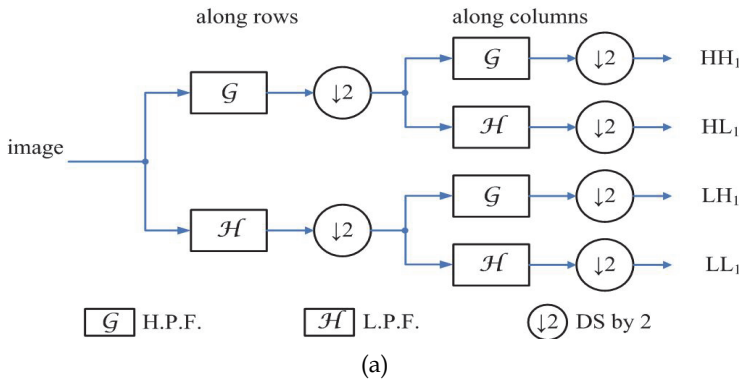 along rows along columns
𝒢 ↓2 HH₁
𝒢 ↓2
ℋ ↓2 HL₁
image
𝒢 ↓2 LH₁
ℋ ↓2
ℋ ↓2 LL₁
𝒢 H.P.F. ℋ L.P.F. ↓2 DS by 2
(a)